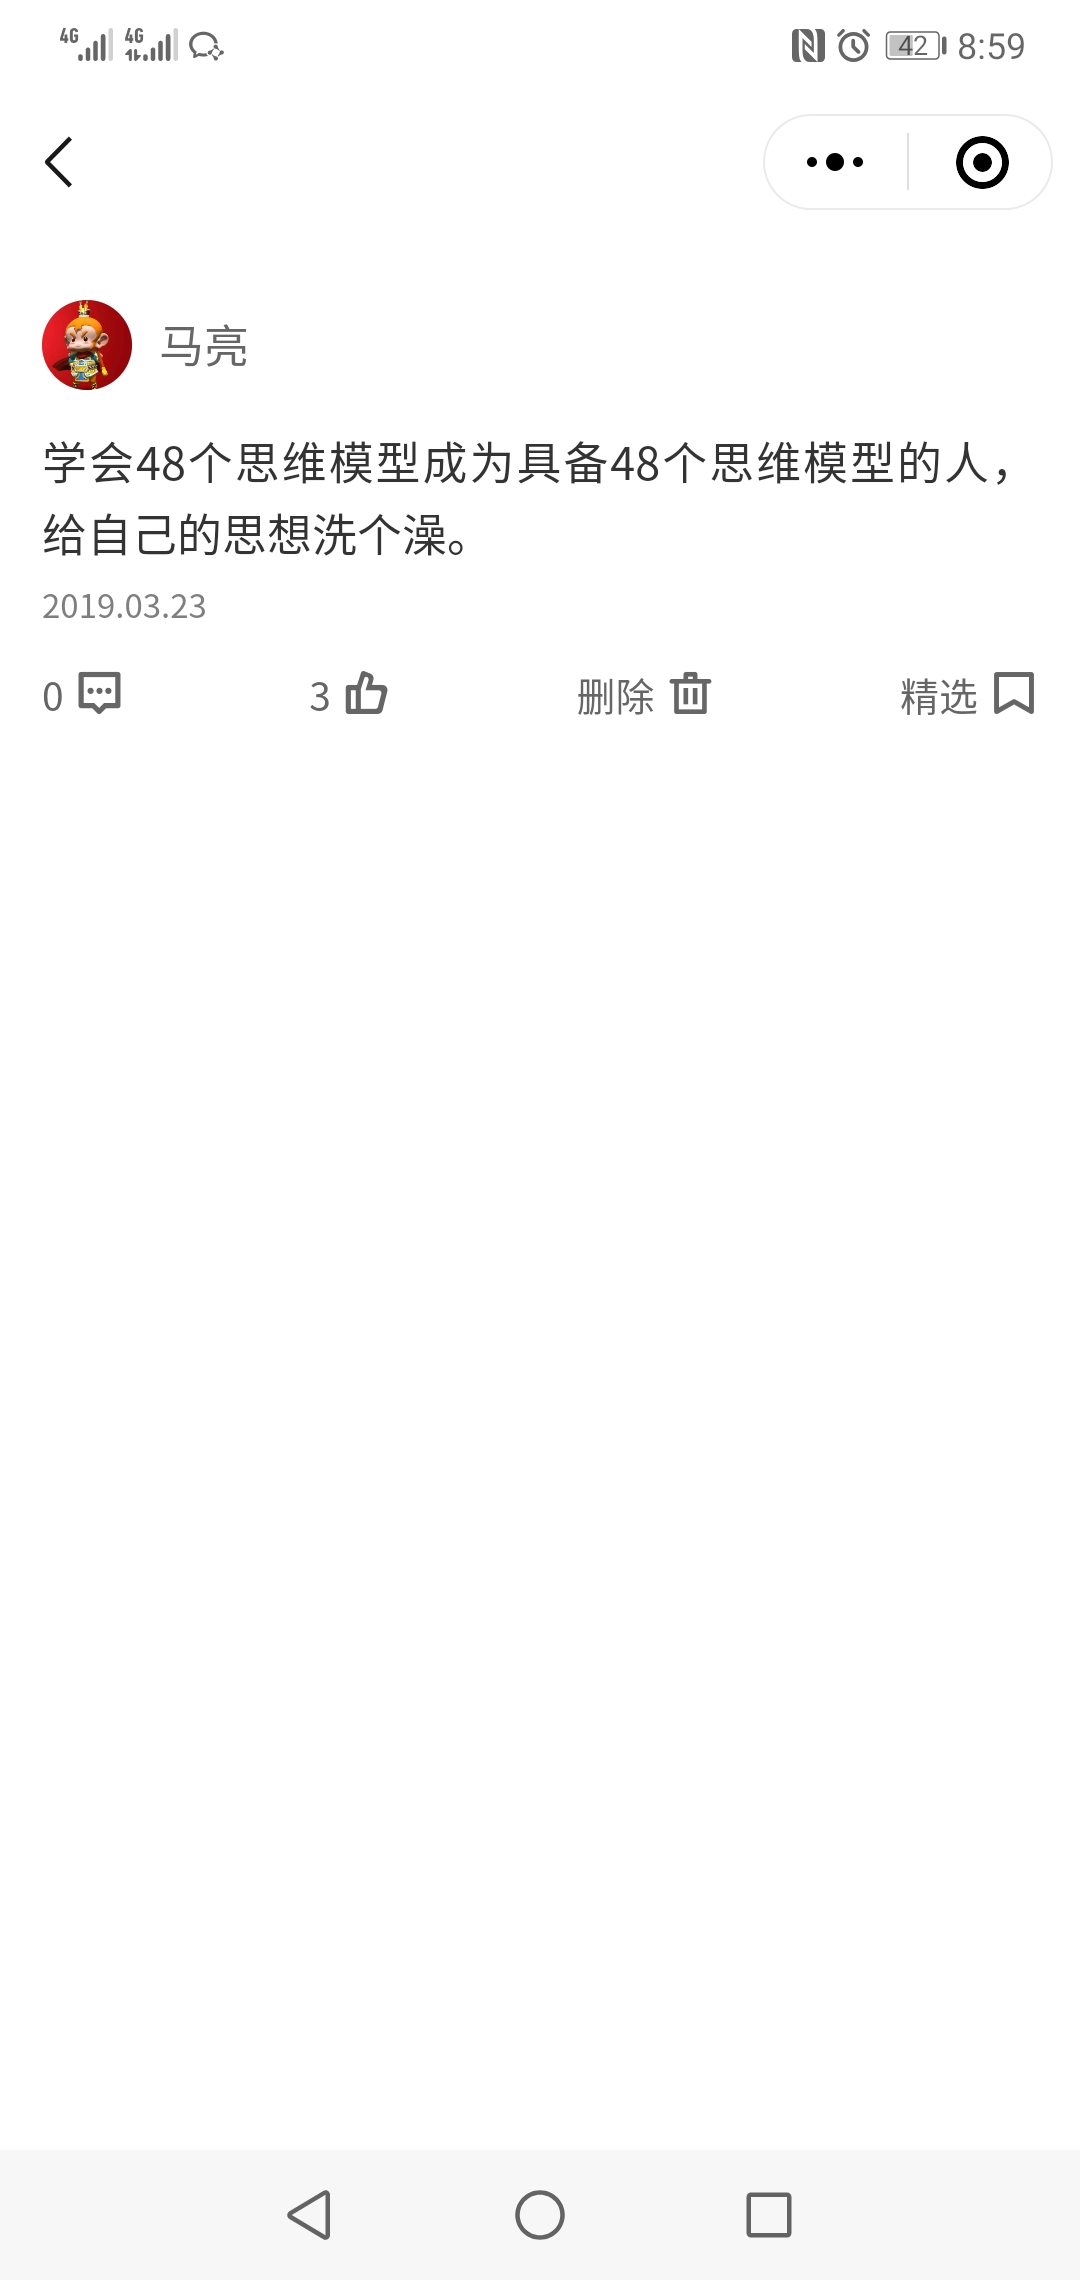 4G 4G 42 8:59
马亮
学会48个思维模型成为具备48个思维模型的人，
给自己的思想洗个澡。
2019.03.23
0 3 删除 精选